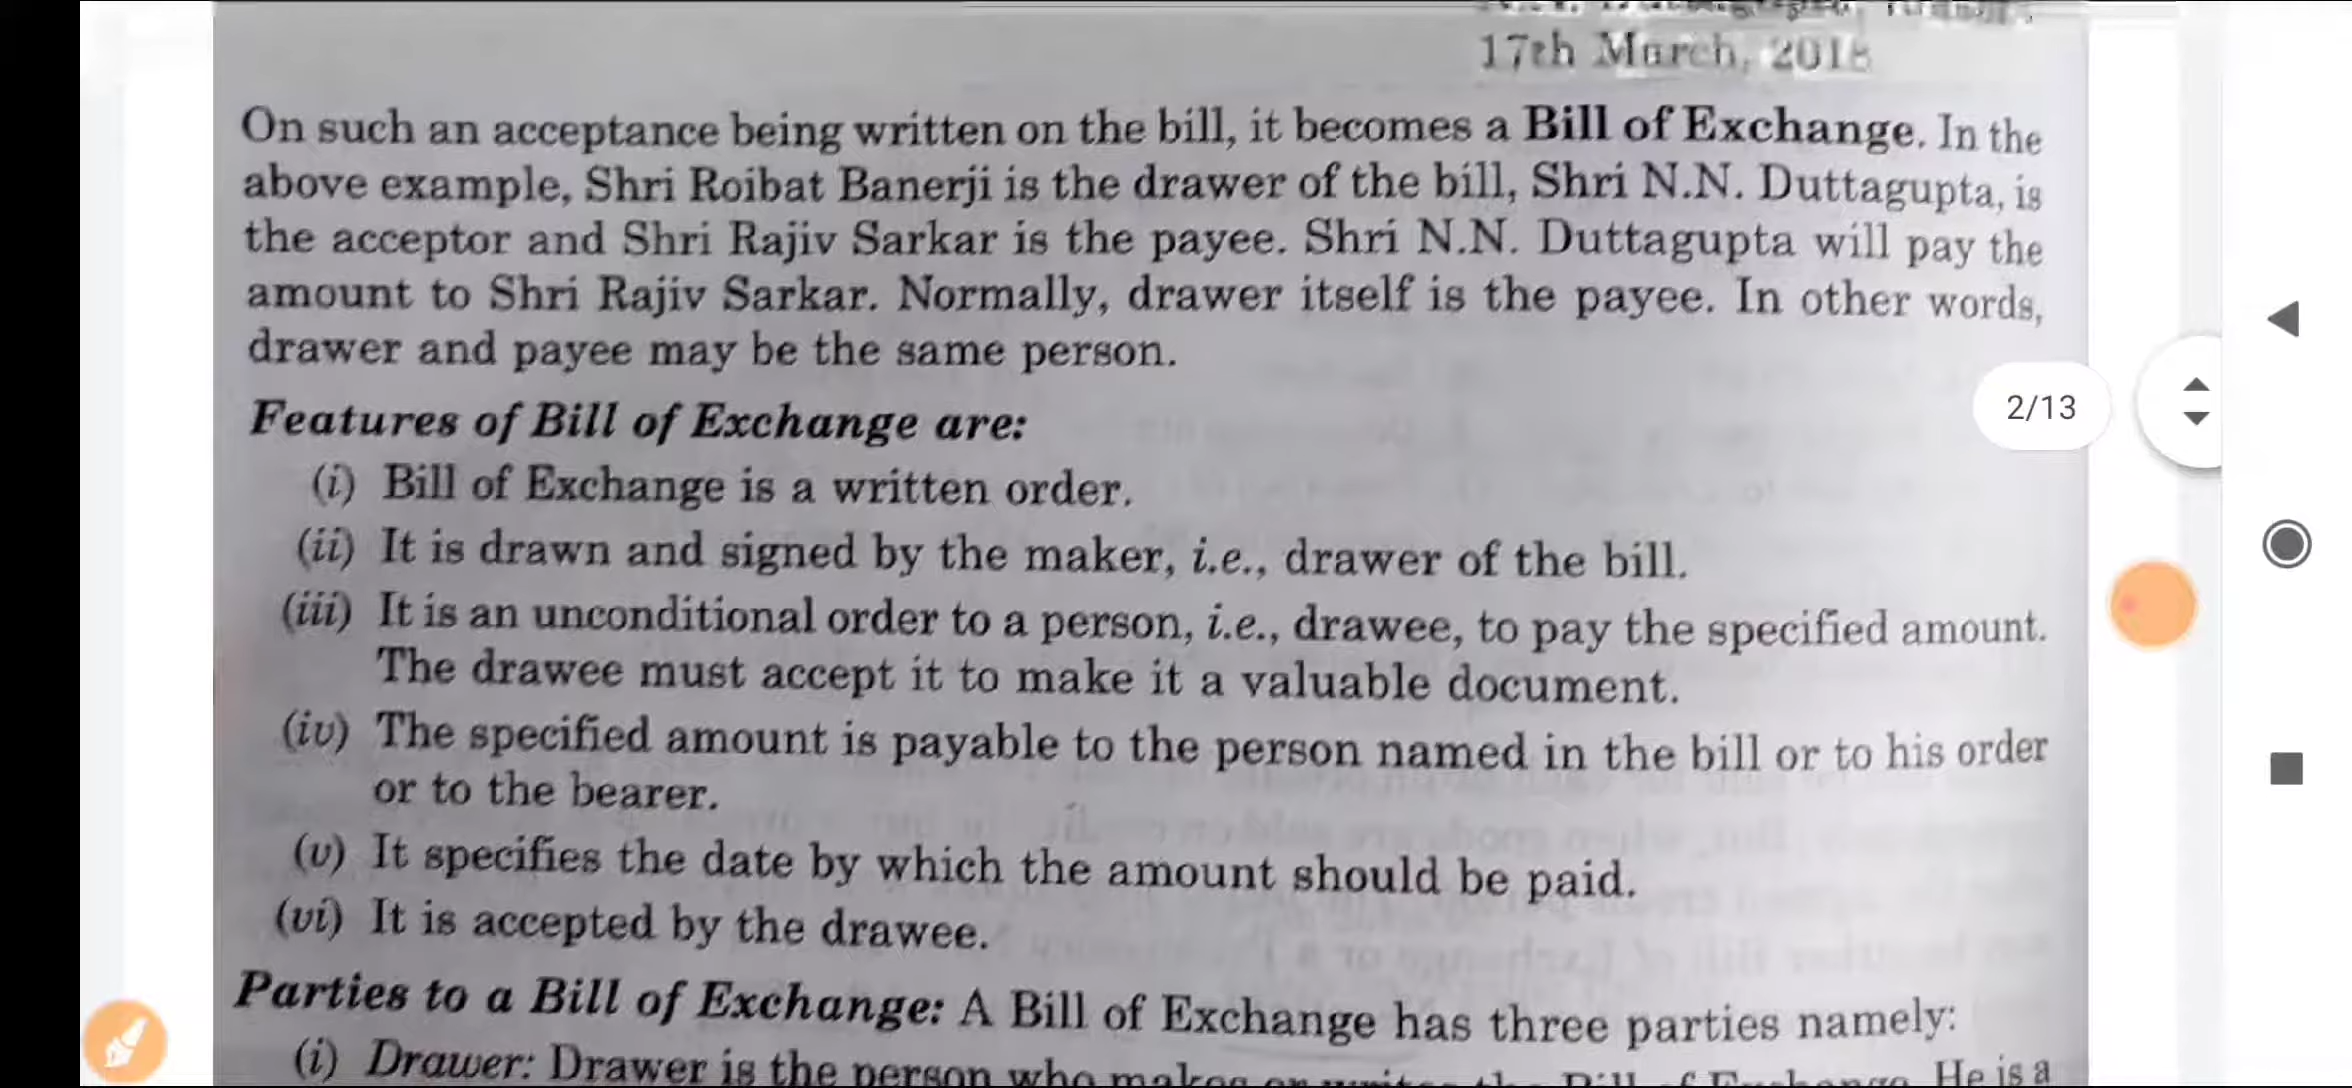 17th March, 2018
On such an acceptance being written on the bill, it becomes a Bill of Exchange. In the
above example, Shri Roibat Banerji is the drawer of the bill, Shri N.N. Duttagupta, is
the acceptor and Shri Rajiv Sarkar is the payee. Shri N.N. Duttagupta will pay the
amount to Shri Rajiv Sarkar. Normally, drawer itself is the payee. In other words,
drawer and payee may be the same person.
2/13
Features of Bill of Exchange are:
(i) Bill of Exchange is a written order.
(ii) It is drawn and signed by the maker, i.e., drawer of the bill.
(iii) It is an unconditional order to a person, i.e., drawee, to pay the specified amount.
The drawee must accept it to make it a valuable document.
(iv) The specified amount is payable to the person named in the bill or to his order
or to the bearer.
(v) It specifies the date by which the amount should be paid.
(vi) It is accepted by the drawee.
Parties to a Bill of Exchange: A Bill of Exchange has three parties namely:
(i) Drawer: Drawer is the person who makes or writes the Bill of Exchange. He is a